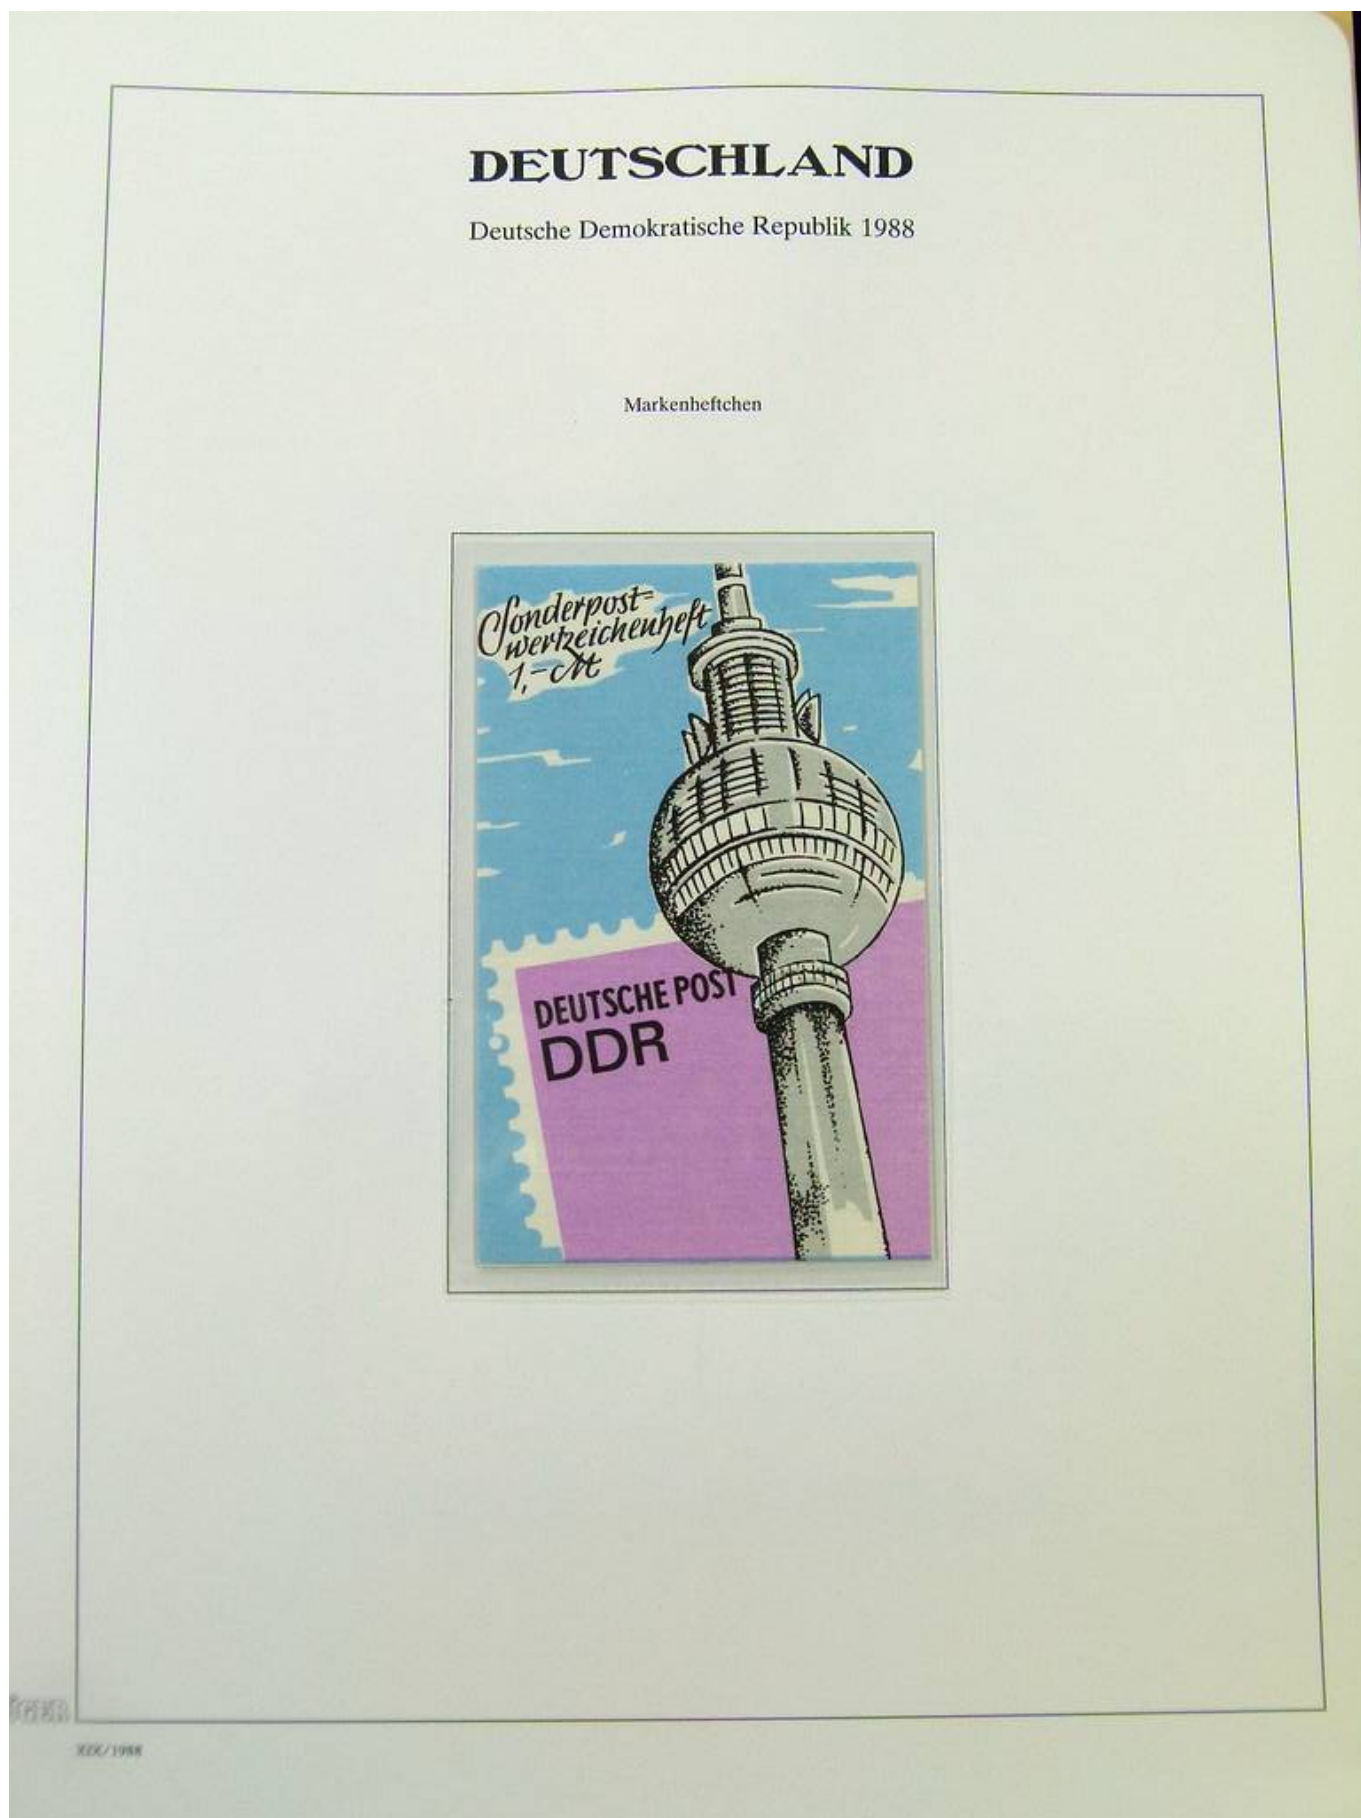 DEUTSCHLAND
Deutsche Demokratische Republik 1988
Markenheftchen
Sonderpost=
wertzeichenheft
1,-M
DEUTSCHE POST
DDR